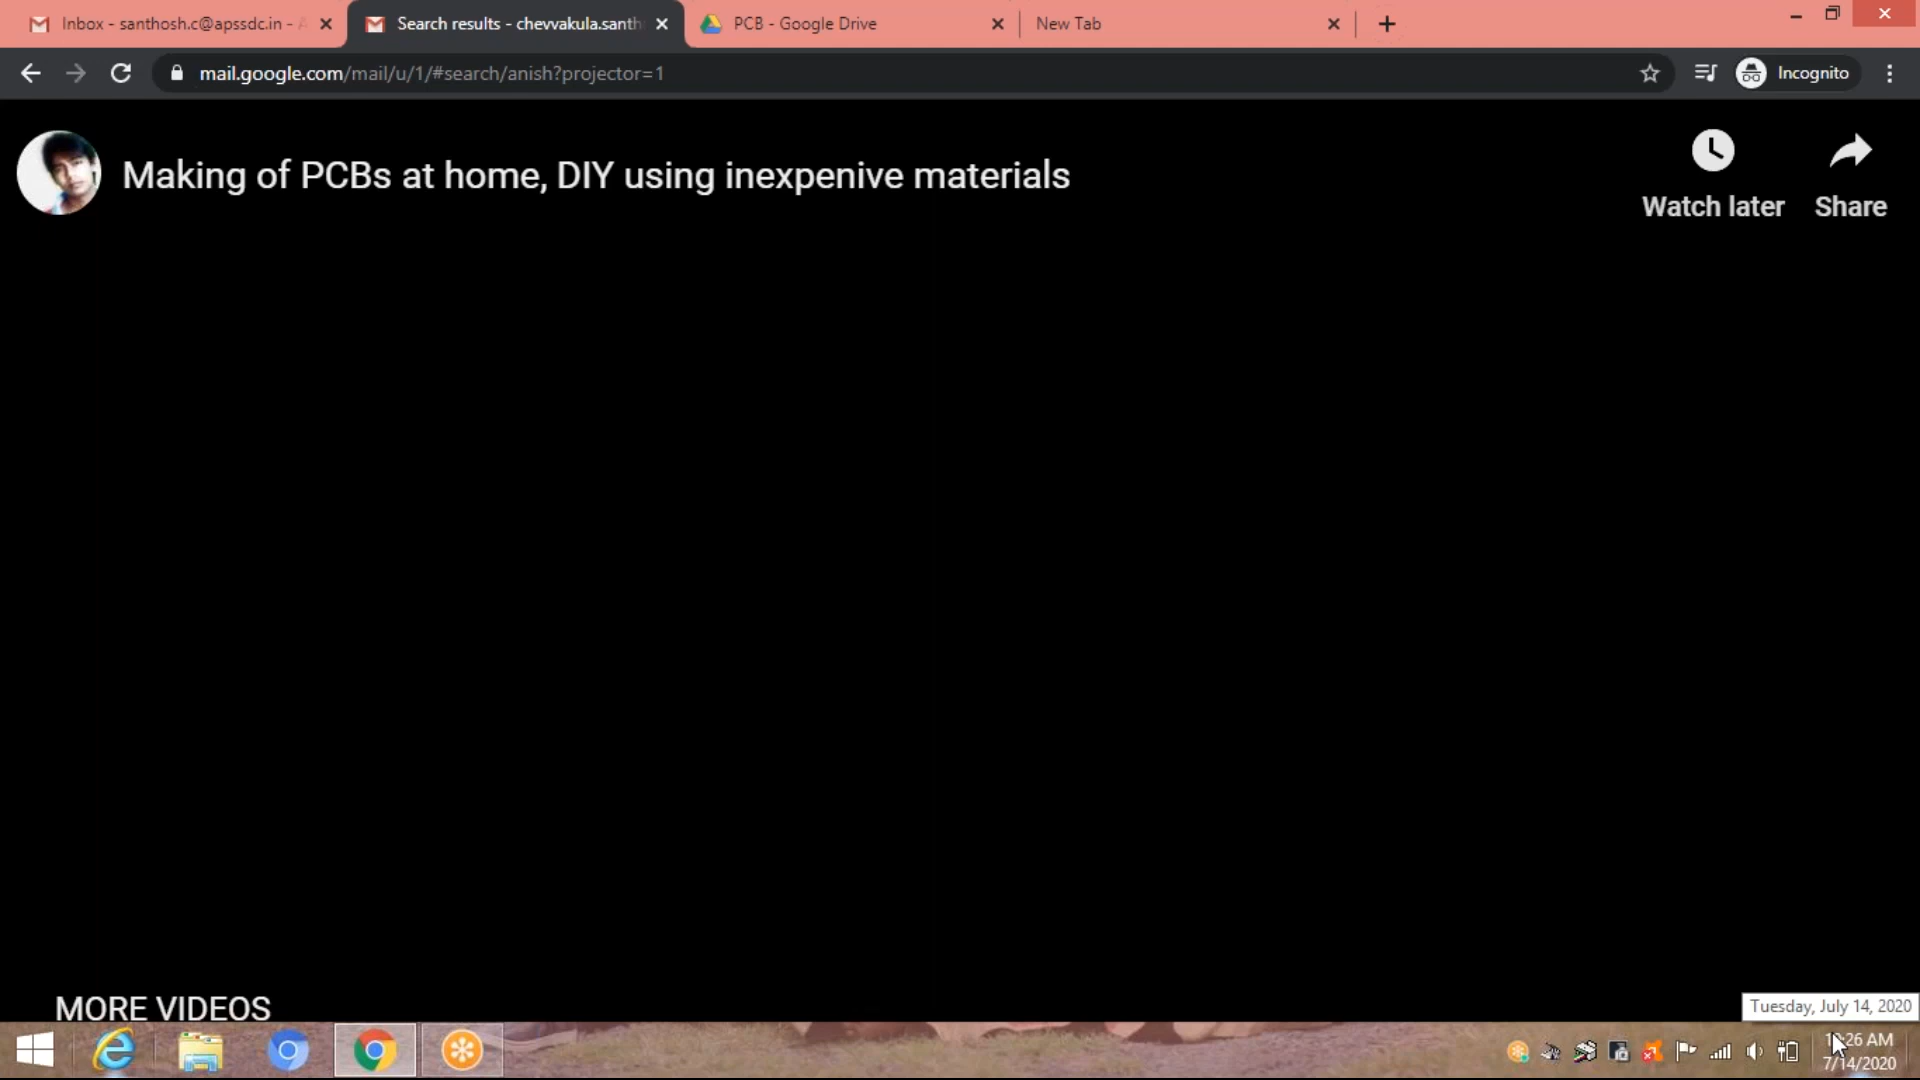 Inbox - santhosh.c@apssdc.in -
Search results - chevvakula.santh
PCB - Google Drive
New Tab
mail.google.com/mail/u/1/#search/anish?projector=1
Incognito
Making of PCBs at home, DIY using inexpenive materials
Watch later
Share
MORE VIDEOS
Tuesday, July 14, 2020
26 AM
7/14/2020